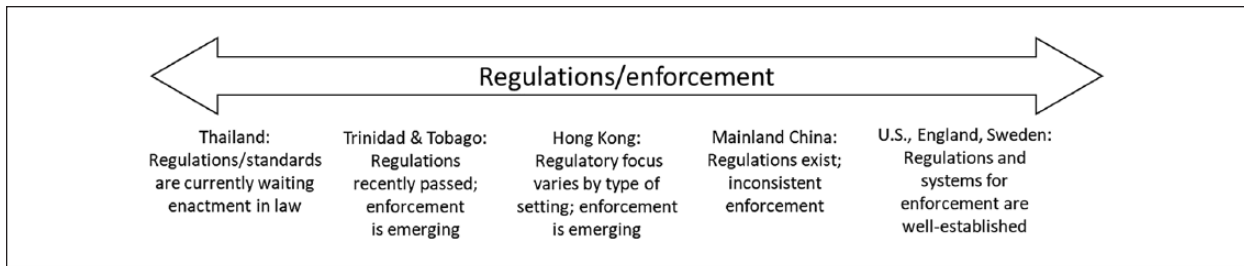 Regulations/enforcement
Thailand:
Regulations/standards
are currently waiting
enactment in law
Trinidad & Tobago:
Regulations
recently passed;
enforcement
is emerging
Hong Kong:
Regulatory focus
varies by type of
setting; enforcement
is emerging
Mainland China:
Regulations exist;
inconsistent
enforcement
U.S., England, Sweden:
Regulations and
systems for
enforcement are
well-established